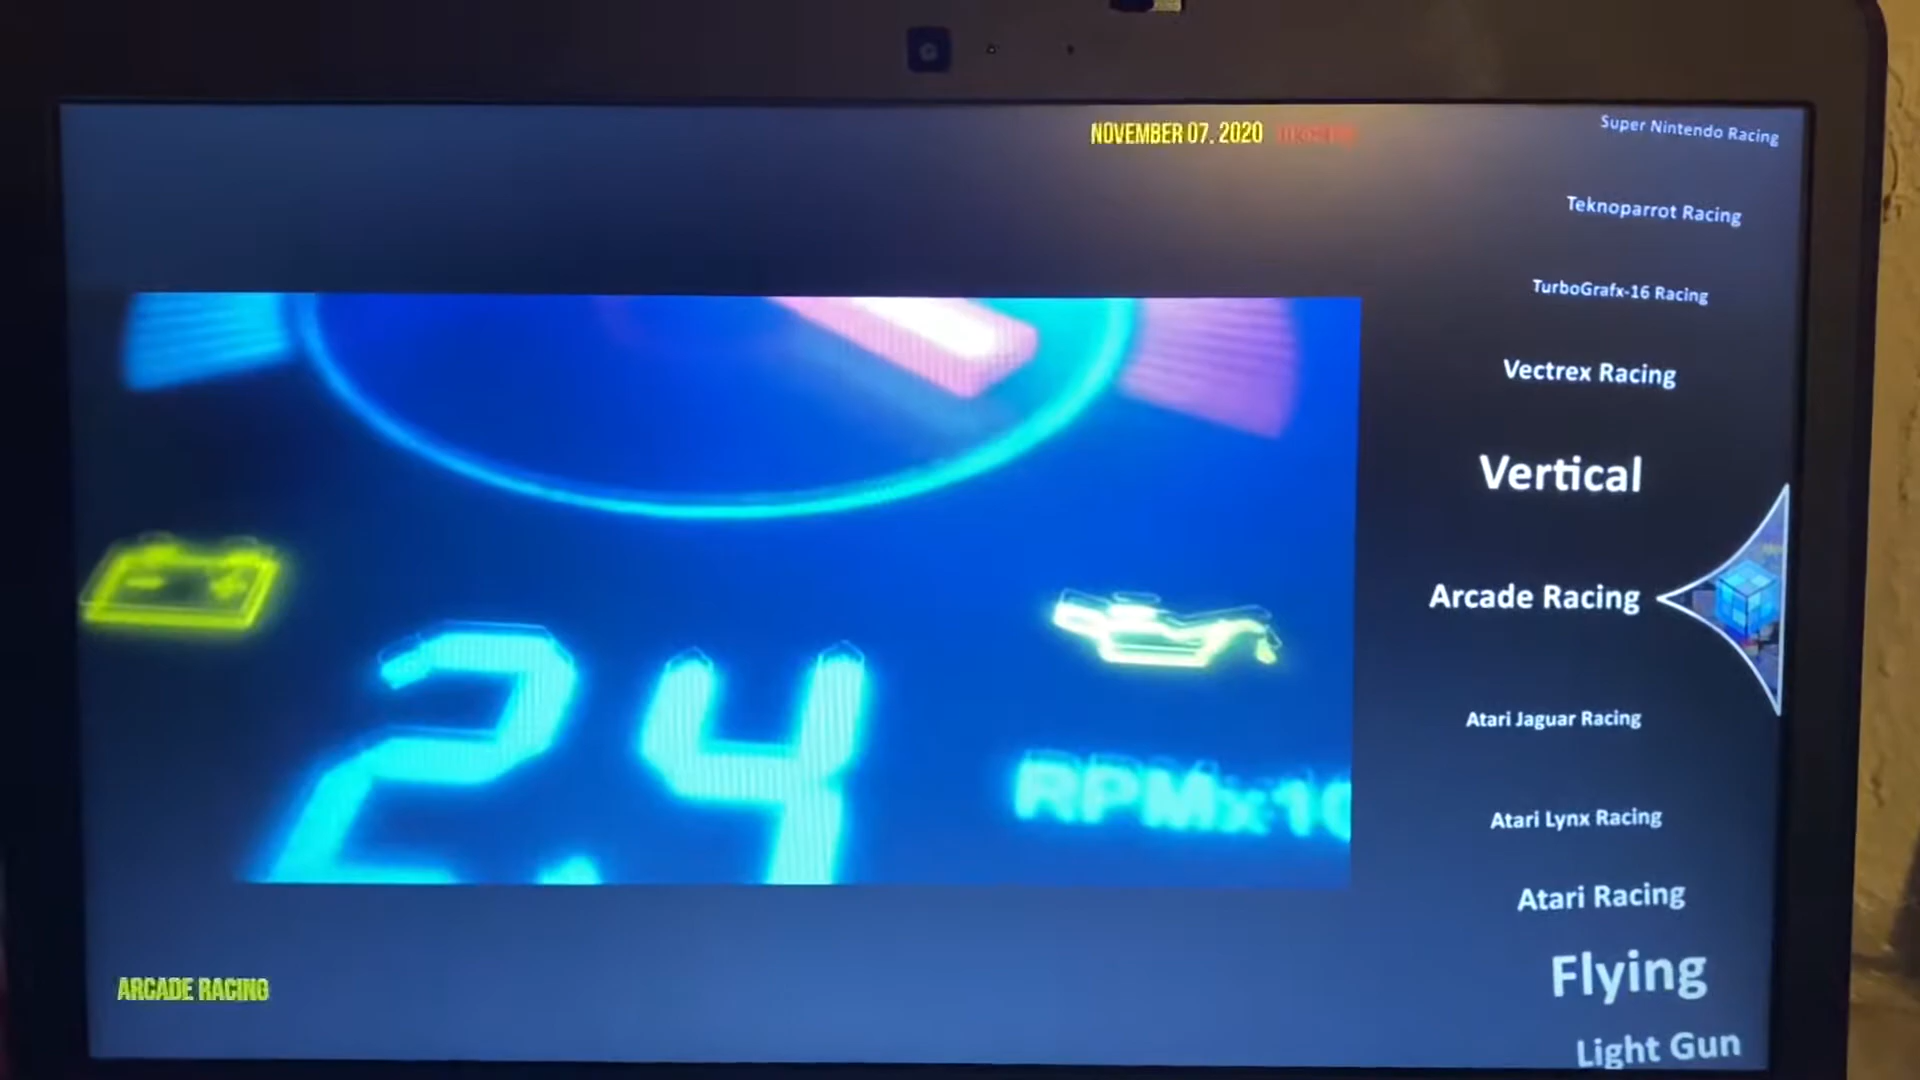 NOVEMBER 07. 2020
Super Nintendo Racing
Teknoparrot Racing
TurboGrafx-16 Racing
Vectrex Racing
Vertical
Arcade Racing
Atari Jaguar Racing
Atari Lynx Racing
Atari Racing
Flying
Light Gun
2.4
RPMx10
ARCADE RACING